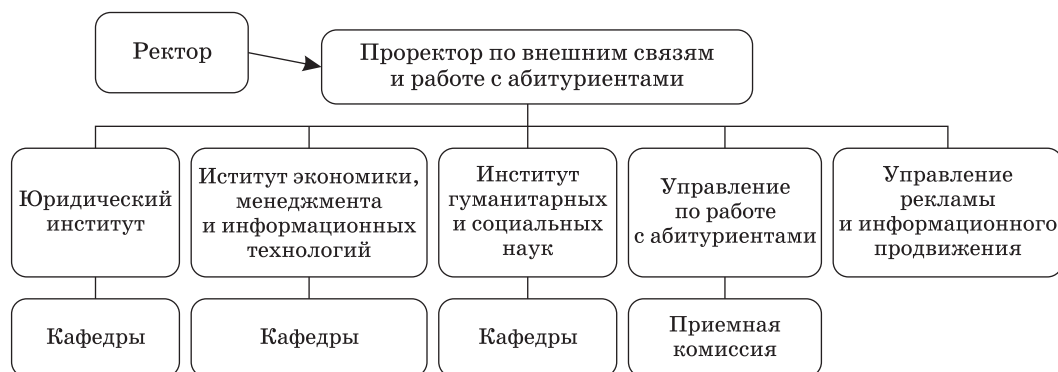 Ректор
Проректор по внешним связям
и работе с абитуриентами
Юридический
институт
Иститут экономики,
менеджмента
и информационных
технологий
Институт
гуманитарных
и социальных
наук
Управление
по работе
с абитуриентами
Управление
рекламы
и информационного
продвижения
Кафедры
Кафедры
Кафедры
Приемная
комиссия